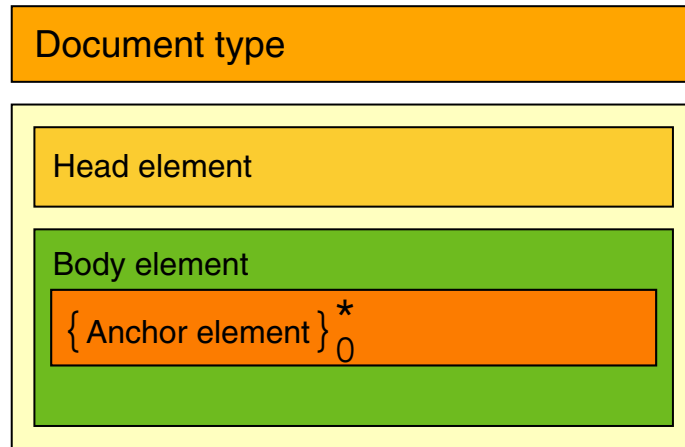 Document type
Head element
Body element
{ Anchor element } * 0